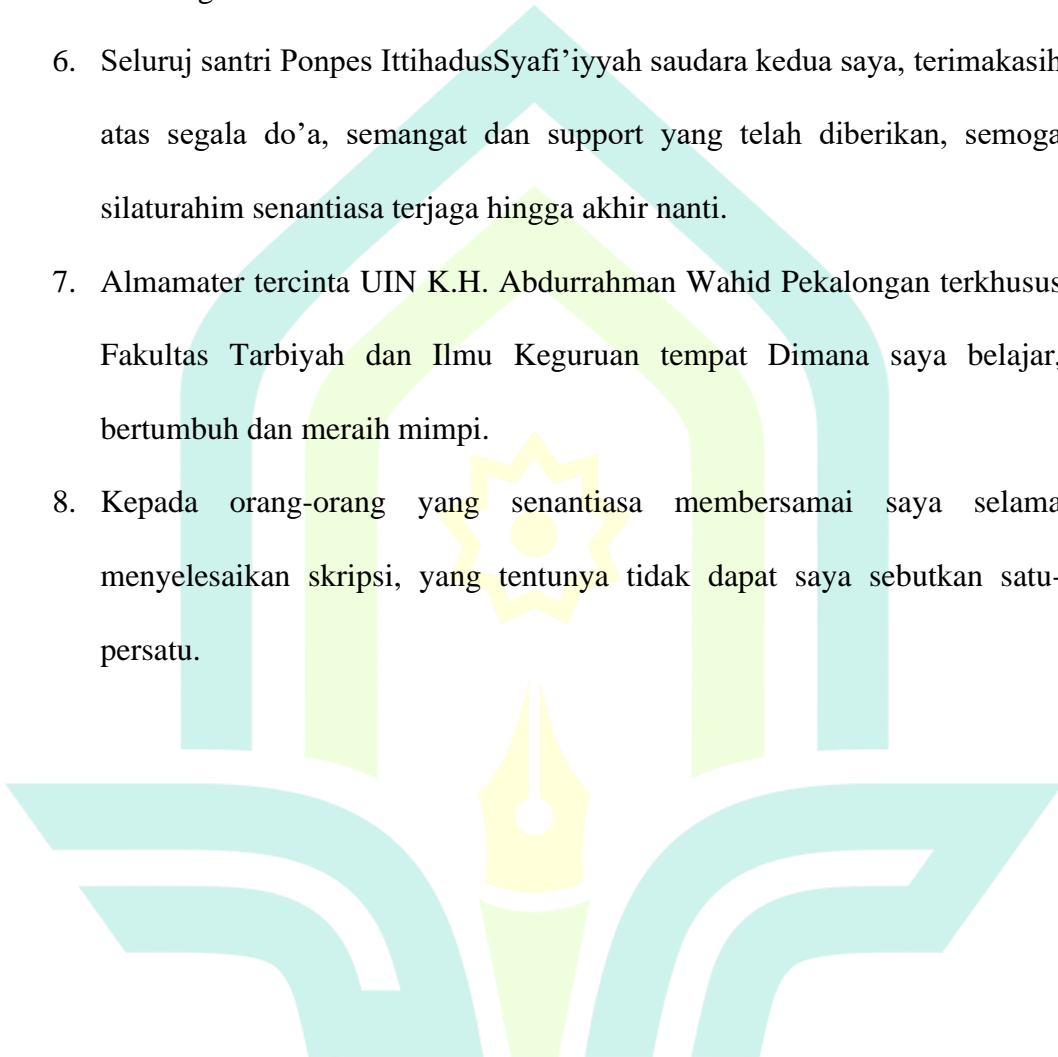 6. Seluruj santri Ponpes IttihadusSyafi’iyyah saudara kedua saya, terimakasih
atas segala do’a, semangat dan support yang telah diberikan, semoga
silaturahim senantiasa terjaga hingga akhir nanti.
7. Almamater tercinta UIN K.H. Abdurrahman Wahid Pekalongan terkhusus
Fakultas Tarbiyah dan Ilmu Keguruan tempat Dimana saya belajar,
bertumbuh dan meraih mimpi.
8. Kepada orang-orang yang senantiasa membersamai saya selama
menyelesaikan skripsi, yang tentunya tidak dapat saya sebutkan satu-
persatu.